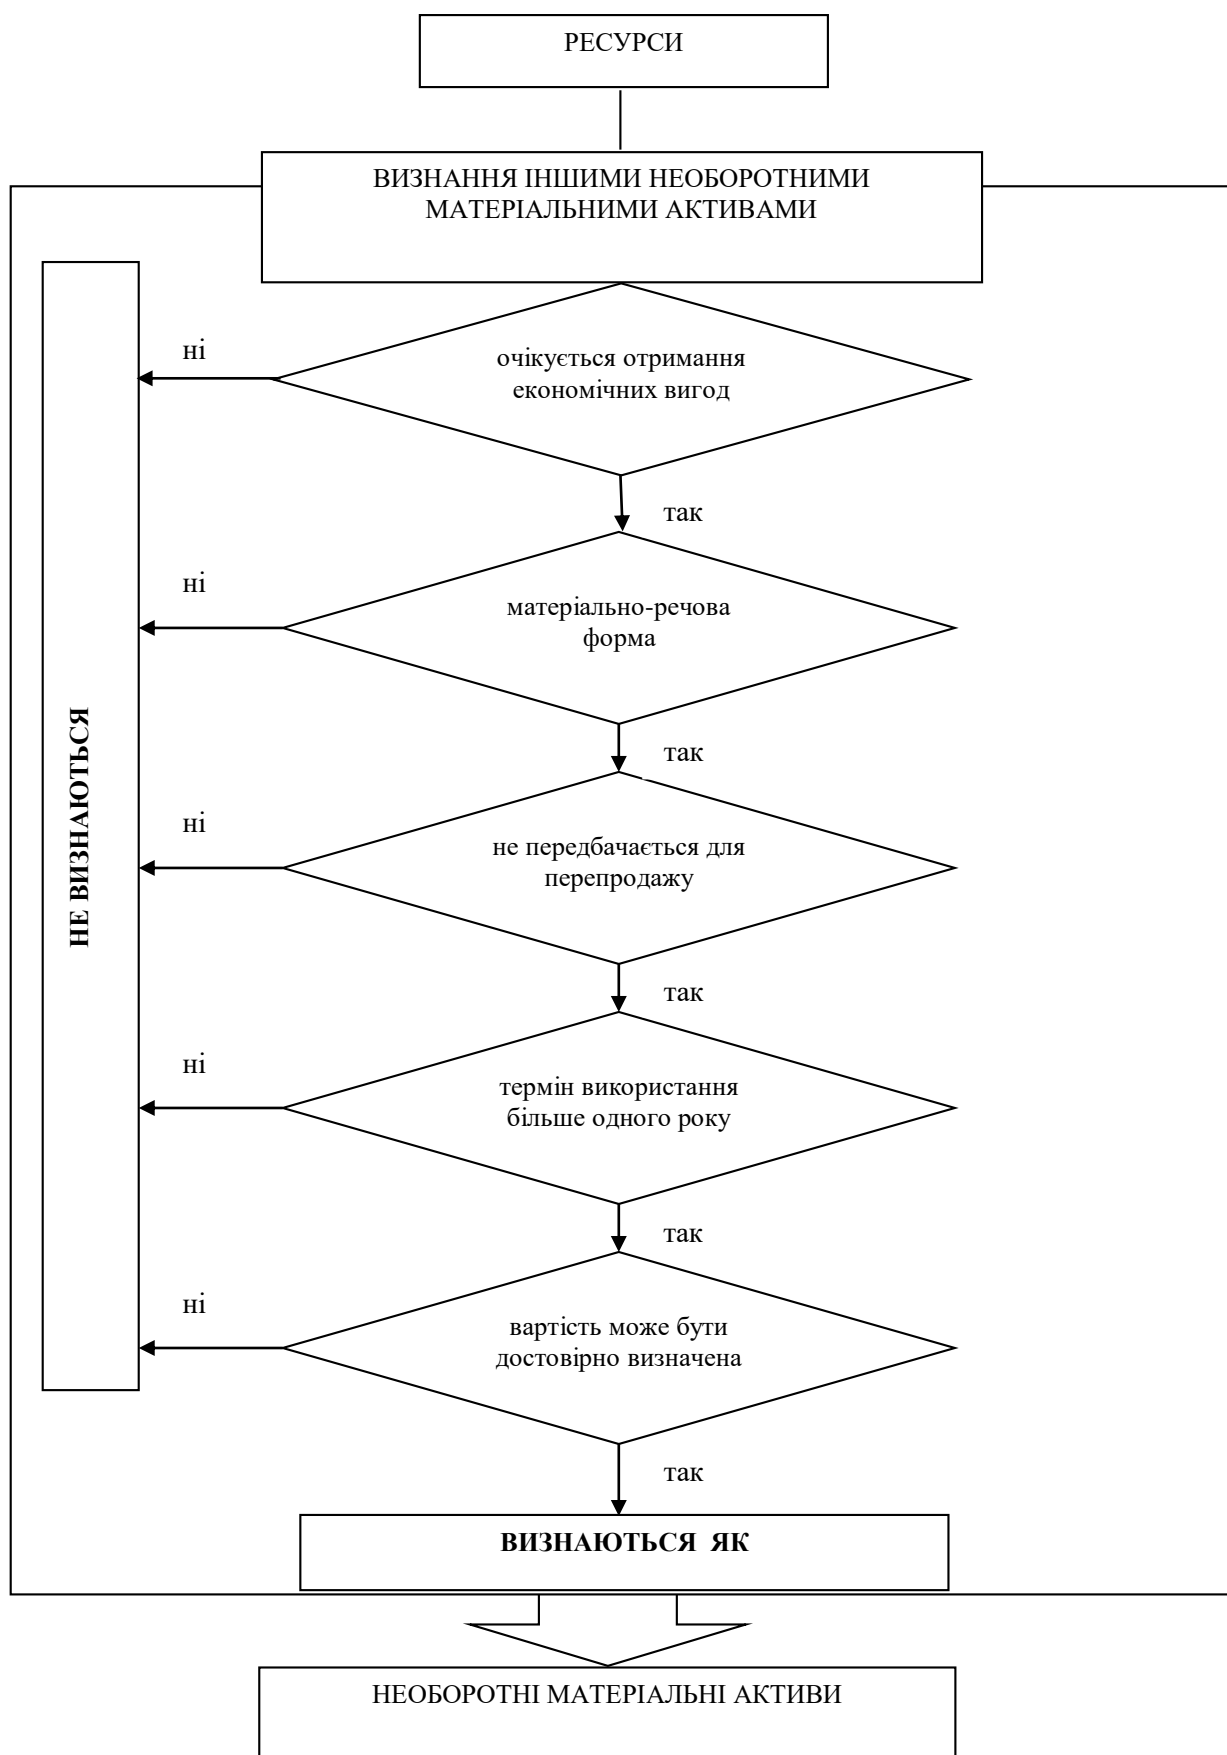 РЕСУРСИ
ВИЗНАННЯ ІНШИМИ НЕОБОРОТНИМИ
МАТЕРІАЛЬНИМИ АКТИВАМИ
ні
очікується отримання
економічних вигод
так
ні
матеріально-речова
форма
так
НЕ ВИЗНАЮТЬСЯ
ні
не передбачається для
перепродажу
так
ні
термін використання
більше одного року
так
ні
вартість може бути
достовірно визначена
так
ВИЗНАЮТЬСЯ ЯК
НЕОБОРОТНІ МАТЕРІАЛЬНІ АКТИВИ